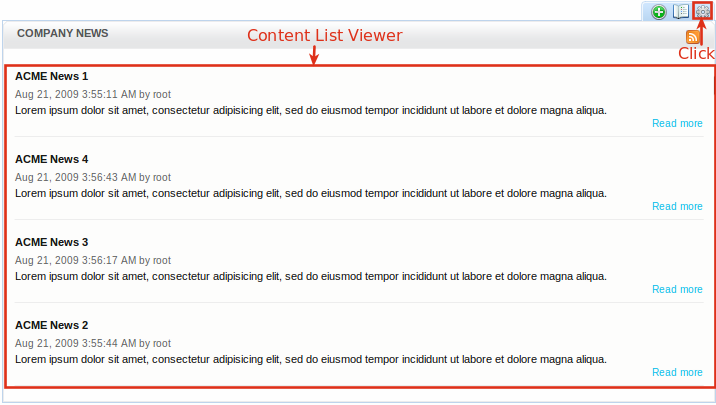 COMPANY NEWS
Content List Viewer
Click
ACME News 1
Aug 21, 2009 3:55:11 AM by root
Lorem ipsum dolor sit amet, consectetur adipisicing elit, sed do eiusmod tempor incididunt ut labore et dolore magna aliqua.
Read more
ACME News 4
Aug 21, 2009 3:56:43 AM by root
Lorem ipsum dolor sit amet, consectetur adipisicing elit, sed do eiusmod tempor incididunt ut labore et dolore magna aliqua.
Read more
ACME News 3
Aug 21, 2009 3:56:17 AM by root
Lorem ipsum dolor sit amet, consectetur adipisicing elit, sed do eiusmod tempor incididunt ut labore et dolore magna aliqua.
Read more
ACME News 2
Aug 21, 2009 3:55:44 AM by root
Lorem ipsum dolor sit amet, consectetur adipisicing elit, sed do eiusmod tempor incididunt ut labore et dolore magna aliqua.
Read more